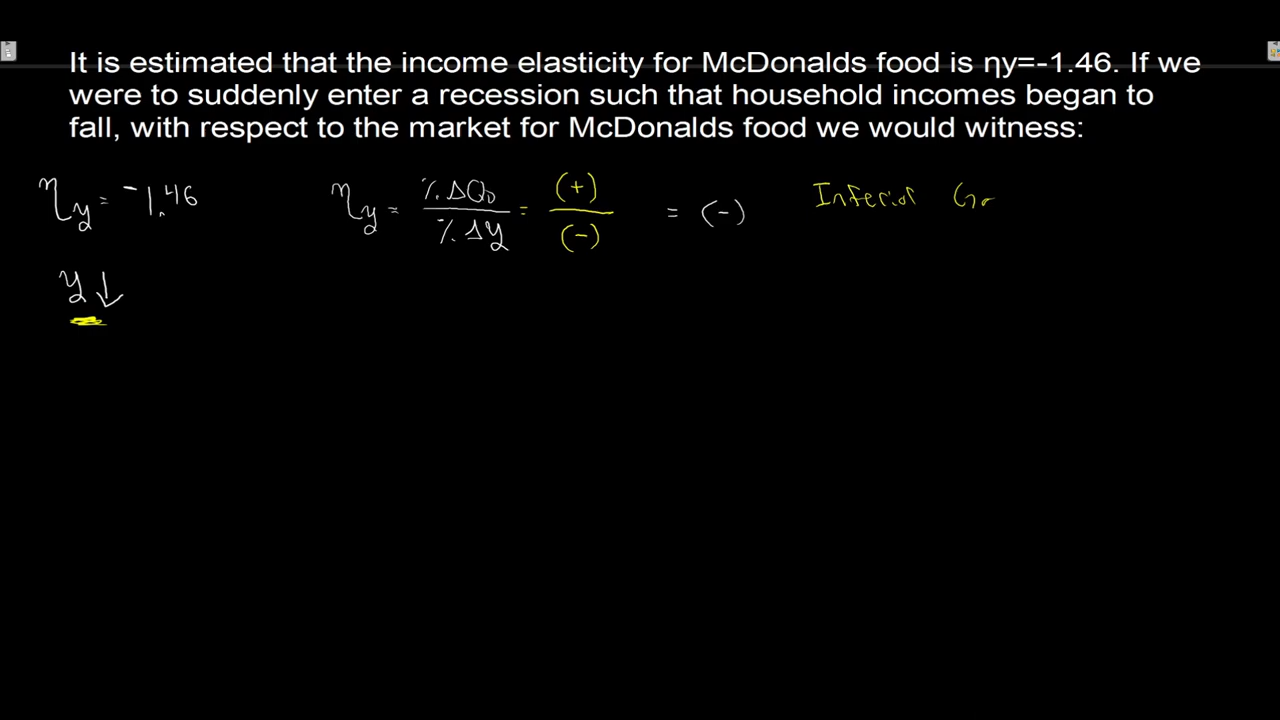 It is estimated that the income elasticity for McDonalds food is ηy=-1.46. If we
were to suddenly enter a recession such that household incomes began to
fall, with respect to the market for McDonalds food we would witness:
ηy = -1.46
ηy = %ΔQD / %Δy = (+) / (-) = (-)
Inferior Go
y↓